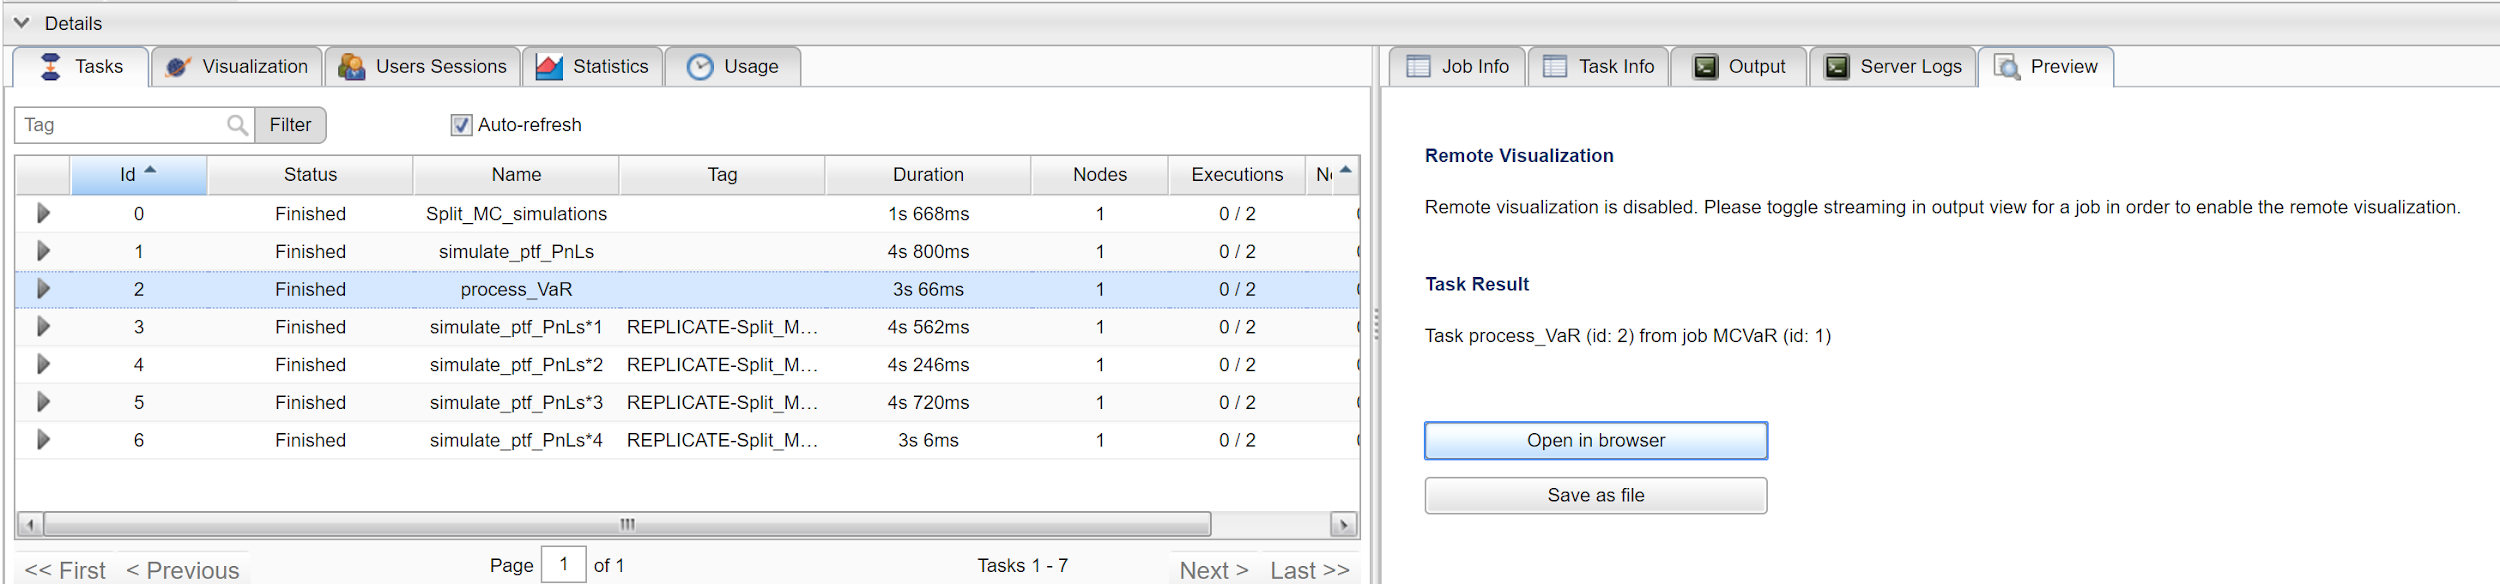 Details
Tasks Visualization Users Sessions Statistics Usage
Tag Filter Auto-refresh
Id Status Name Tag Duration Nodes Executions
0 Finished Split_MC_simulations 1s 668ms 1 0 / 2
1 Finished simulate_ptf_PnLs 4s 800ms 1 0 / 2
2 Finished process_VaR 3s 66ms 1 0 / 2
3 Finished simulate_ptf_PnLs*1 REPLICATE-Split_M... 4s 562ms 1 0 / 2
4 Finished simulate_ptf_PnLs*2 REPLICATE-Split_M... 4s 246ms 1 0 / 2
5 Finished simulate_ptf_PnLs*3 REPLICATE-Split_M... 4s 720ms 1 0 / 2
6 Finished simulate_ptf_PnLs*4 REPLICATE-Split_M... 3s 6ms 1 0 / 2
<< First < Previous Page 1 of 1 Tasks 1 - 7 Next > Last >>
Job Info Task Info Output Server Logs Preview
Remote Visualization
Remote visualization is disabled. Please toggle streaming in output view for a job in order to enable the remote visualization.
Task Result
Task process_VaR (id: 2) from job MCVaR (id: 1)
Open in browser
Save as file